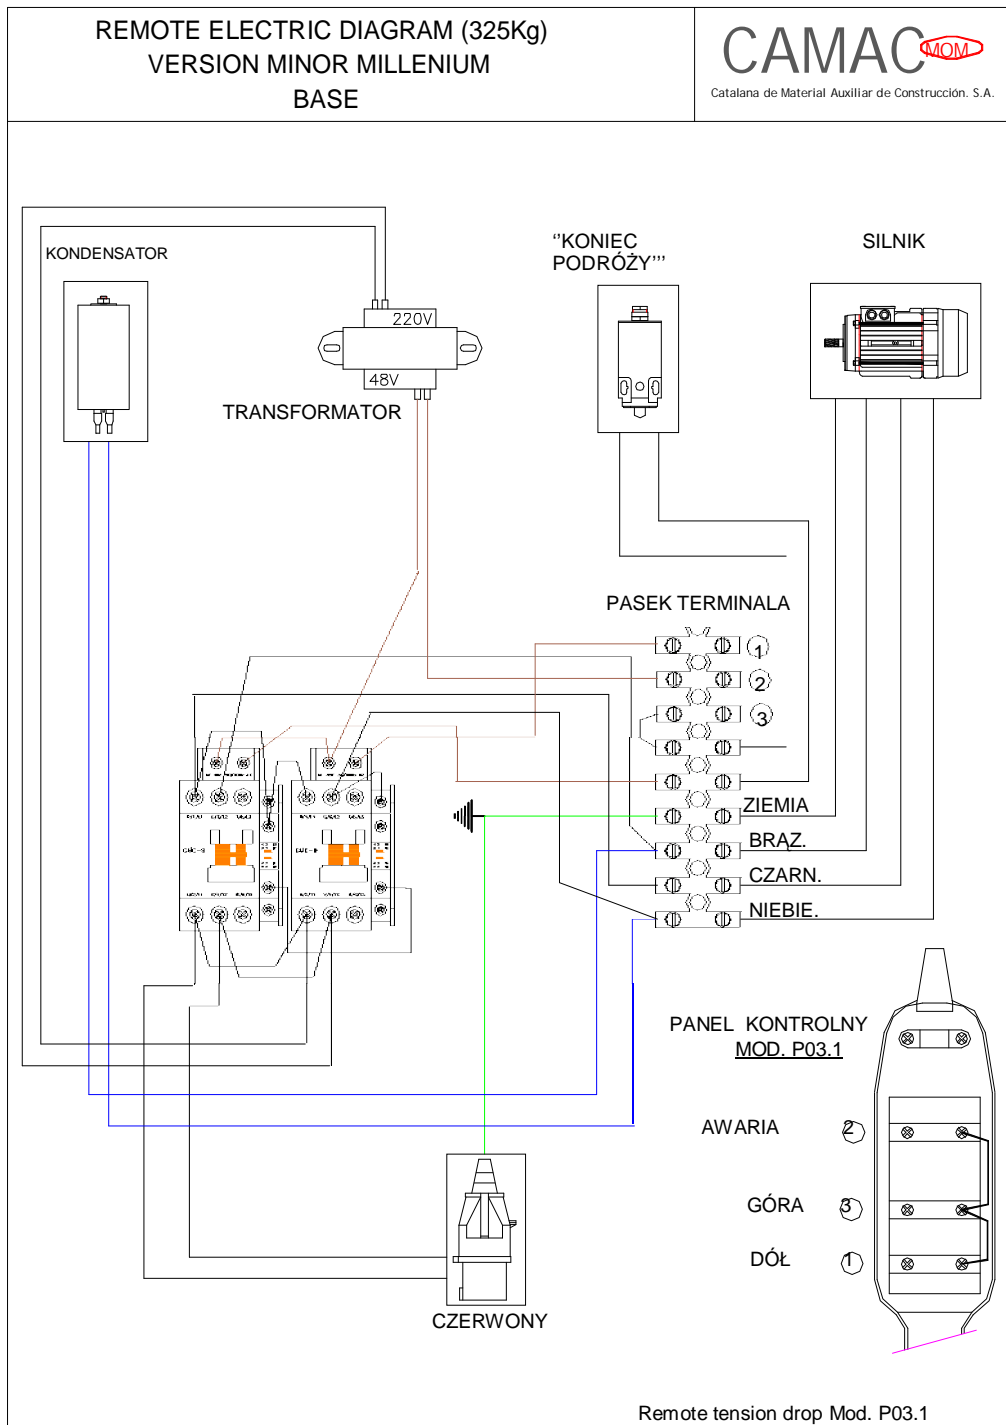 REMOTE ELECTRIC DIAGRAM (325Kg)
VERSION MINOR MILLENIUM
BASE
CAMAC
MOM
Catalana de Material Auxiliar de Construcción. S.A.
KONDENSATOR
220V
48V
TRANSFORMATOR
‘‘KONIEC
PODRÓŻY’’’
SILNIK
PASEK TERMINALA
1
2
3
ZIEMIA
BRĄZ.
CZARN.
NIEBIE.
PANEL KONTROLNY
MOD. P03.1
AWARIA 2
GÓRA 3
DÓŁ 1
CZERWONY
Remote tension drop Mod. P03.1